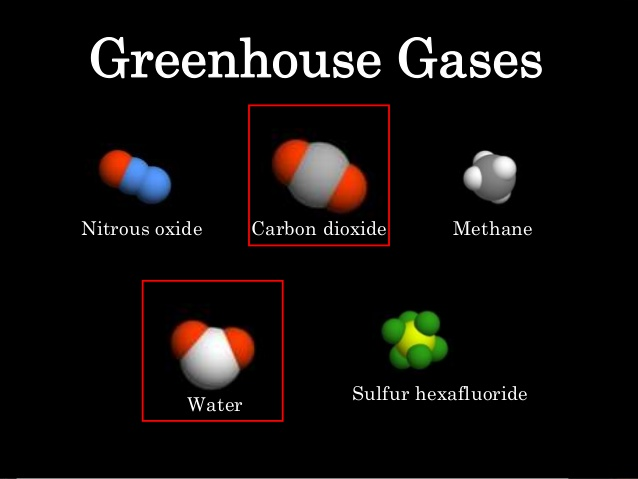 Greenhouse Gases
Nitrous oxide
Carbon dioxide
Methane
Water
Sulfur hexafluoride